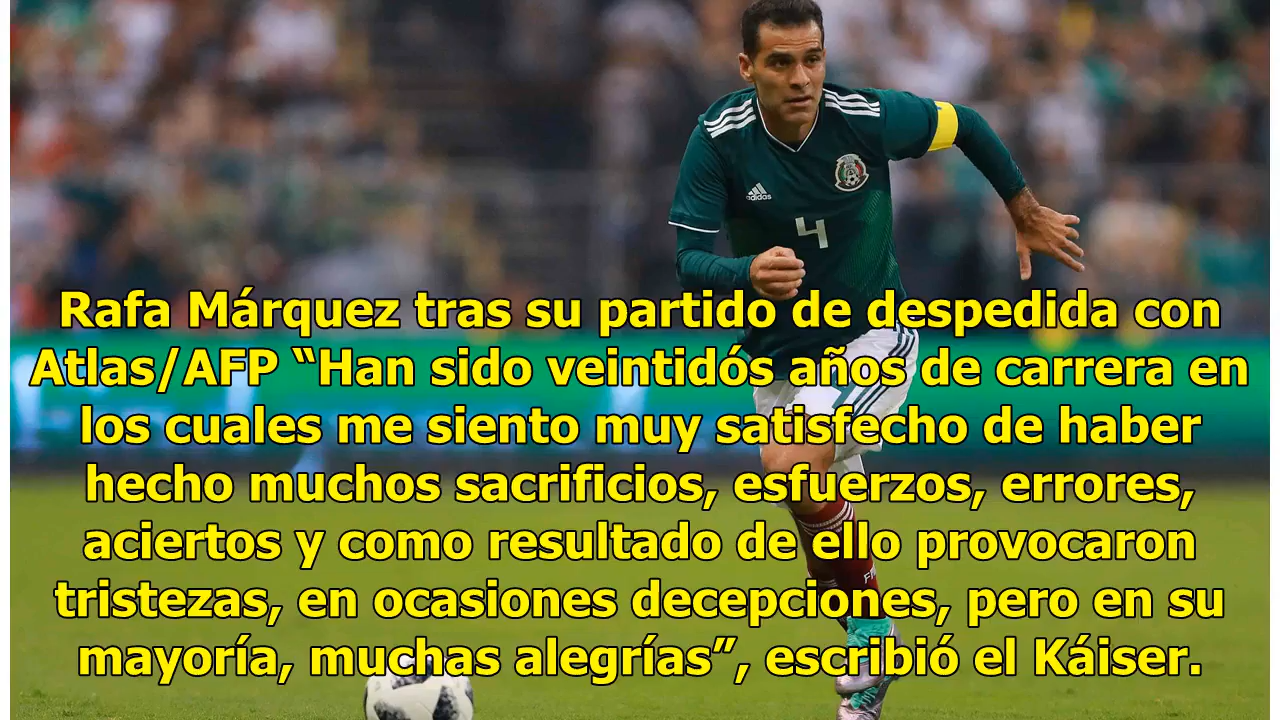 adidas
4
Rafa Márquez tras su partido de despedida con
Atlas/AFP “Han sido veintidós años de carrera en
los cuales me siento muy satisfecho de haber
hecho muchos sacrificios, esfuerzos, errores,
aciertos y como resultado de ello provocaron
tristezas, en ocasiones decepciones, pero en su
mayoría, muchas alegrías”, escribió el Káiser.